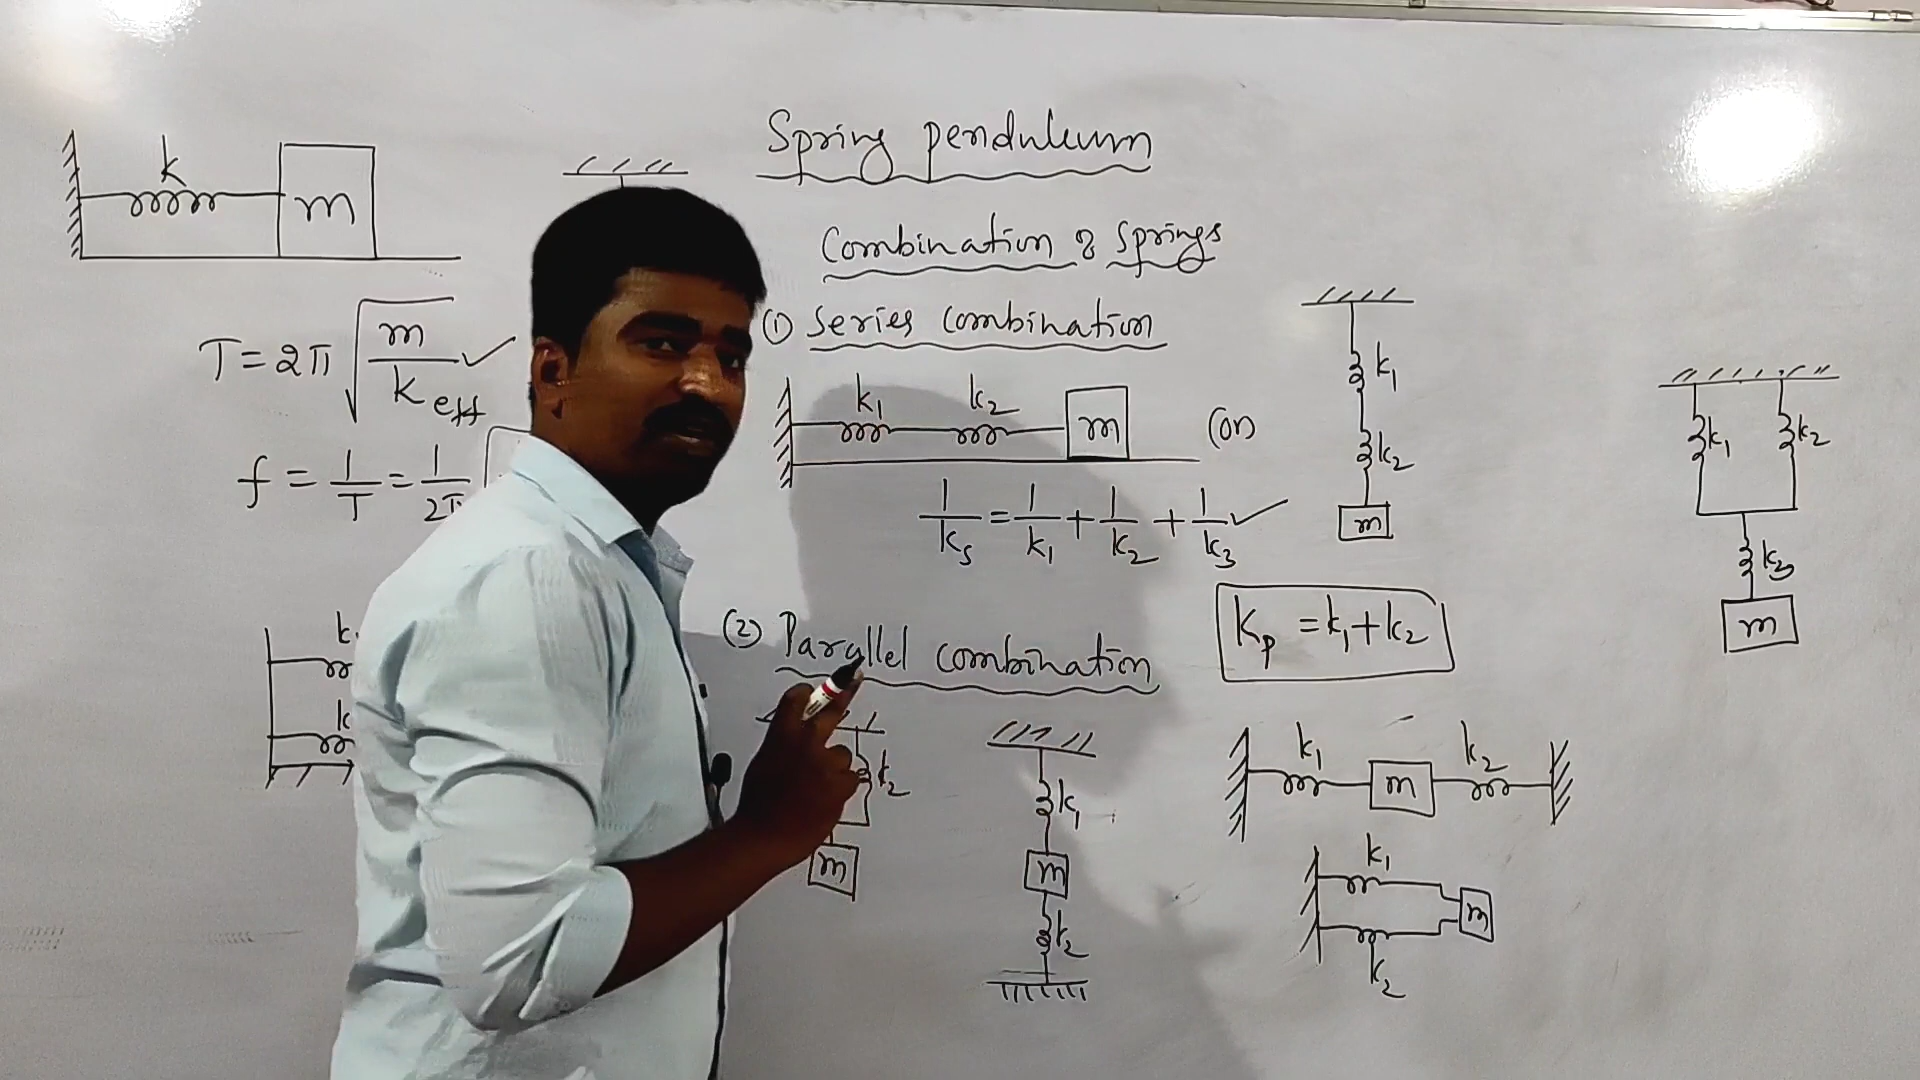 Spring penduleum
k
m
Combination of Springs
T = 2π √(m/k eff) ✓
(1) Series Combination
k1 k2 m (or)
k1
k2
m
k1 k2
k3
m
f = 1/T = 1/2π √
1/ks = 1/k1 + 1/k2 + 1/k3 ✓
Kp = k1 + k2
(2) Parallel combination
k
k
k2
m
k1
m
k2
k1 m k2
k1
m
k2